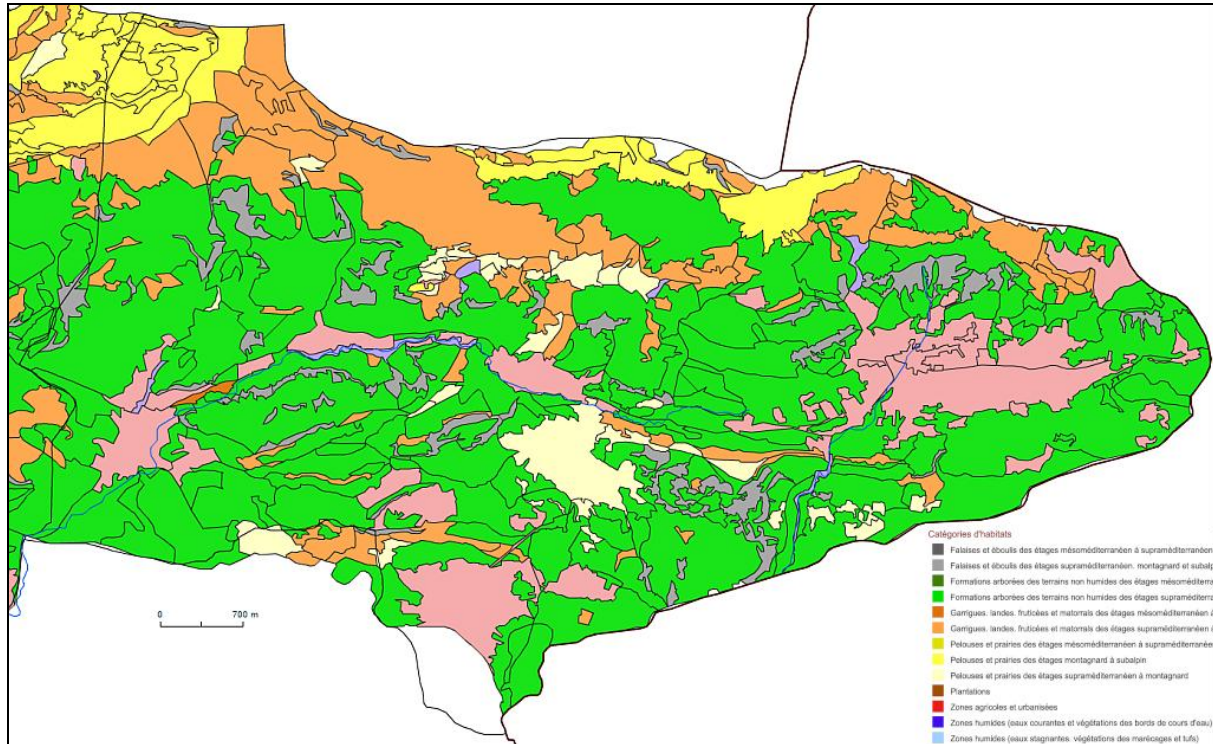 0 700 m
Catégories d'habitats
Falaises et éboulis des étages mésoméditerranéen à supraméditerranéen
Falaises et éboulis des étages supraméditerranéen, montagnard et subalp
Formations arborées des terrains non humides des étages mésoméditerra
Formations arborées des terrains non humides des étages supraméditerra
Garrigues, landes, fruticées et matorrals des étages mésoméditerranéen à
Garrigues, landes, fruticées et matorrals des étages supraméditerranéen à
Pelouses et prairies des étages mésoméditerranéen à supraméditerranée
Pelouses et prairies des étages montagnard à subalpin
Pelouses et prairies des étages supraméditerranéen à montagnard
Plantations
Zones agricoles et urbanisées
Zones humides (eaux courantes et végétations des bords de cours d'eau)
Zones humides (eaux stagnantes, végétations des marécages et tufs)